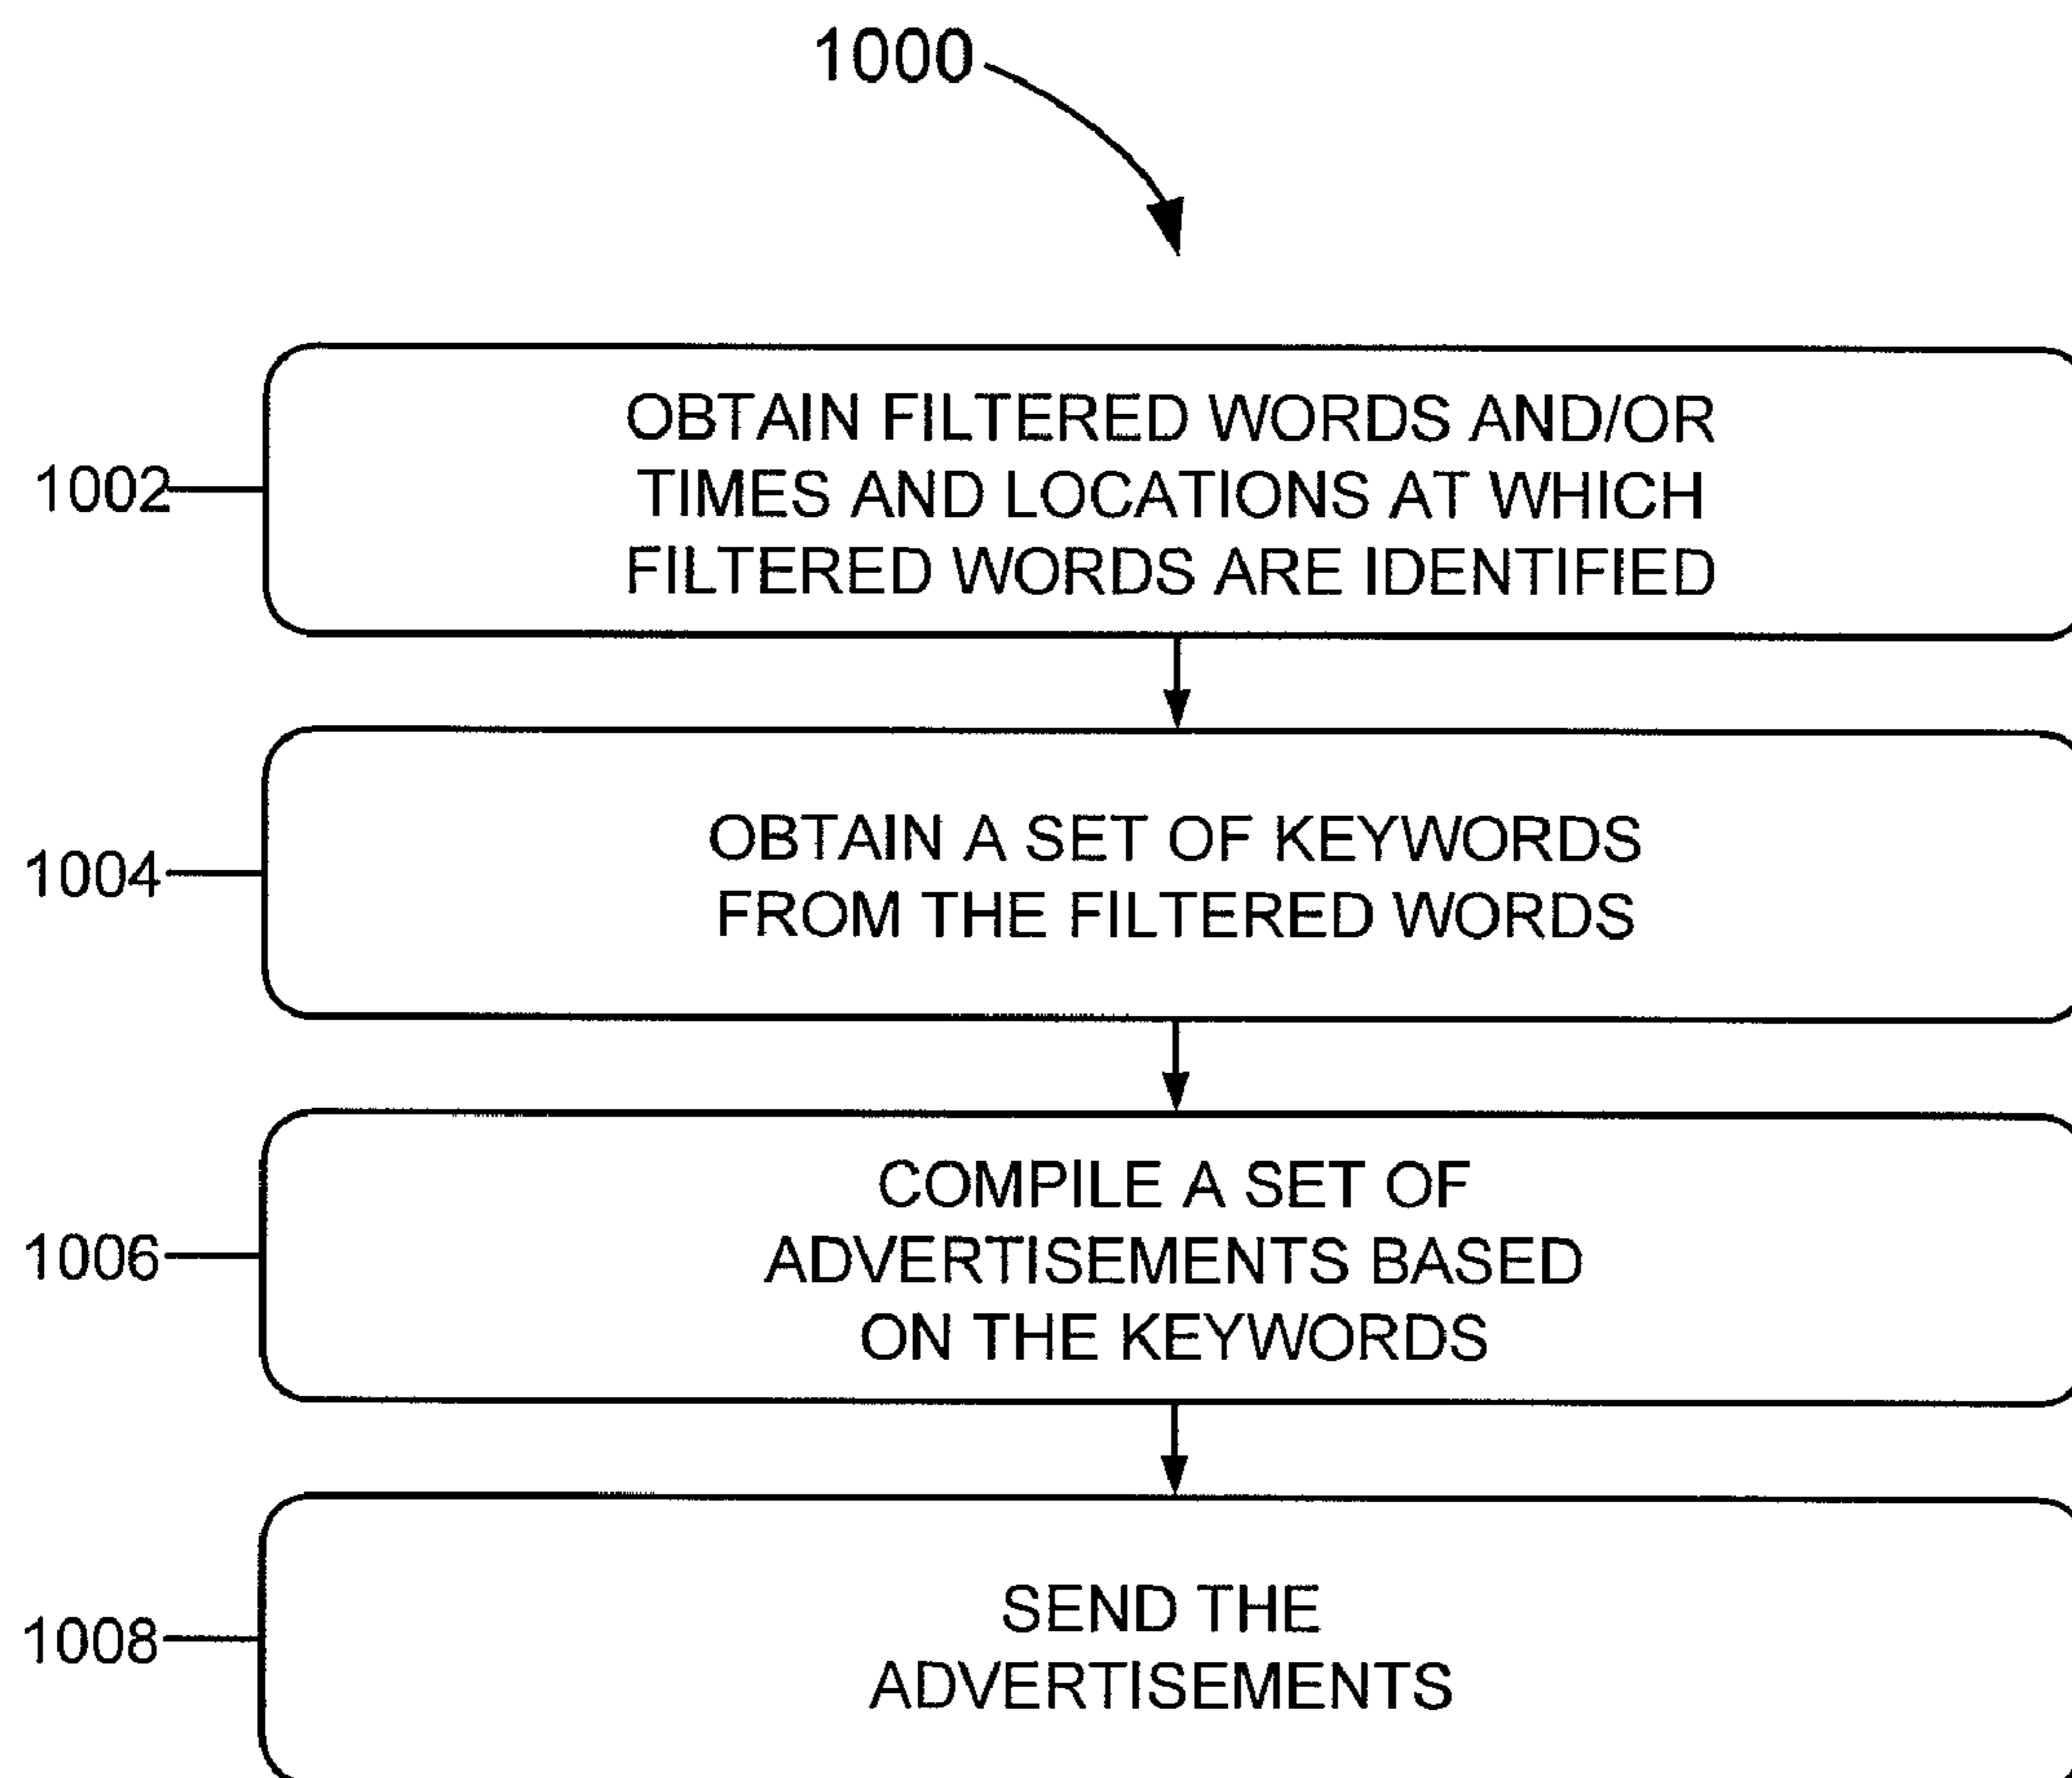 1000
1002
OBTAIN FILTERED WORDS AND/OR
TIMES AND LOCATIONS AT WHICH
FILTERED WORDS ARE IDENTIFIED
1004
OBTAIN A SET OF KEYWORDS
FROM THE FILTERED WORDS
1006
COMPILE A SET OF
ADVERTISEMENTS BASED
ON THE KEYWORDS
1008
SEND THE
ADVERTISEMENTS